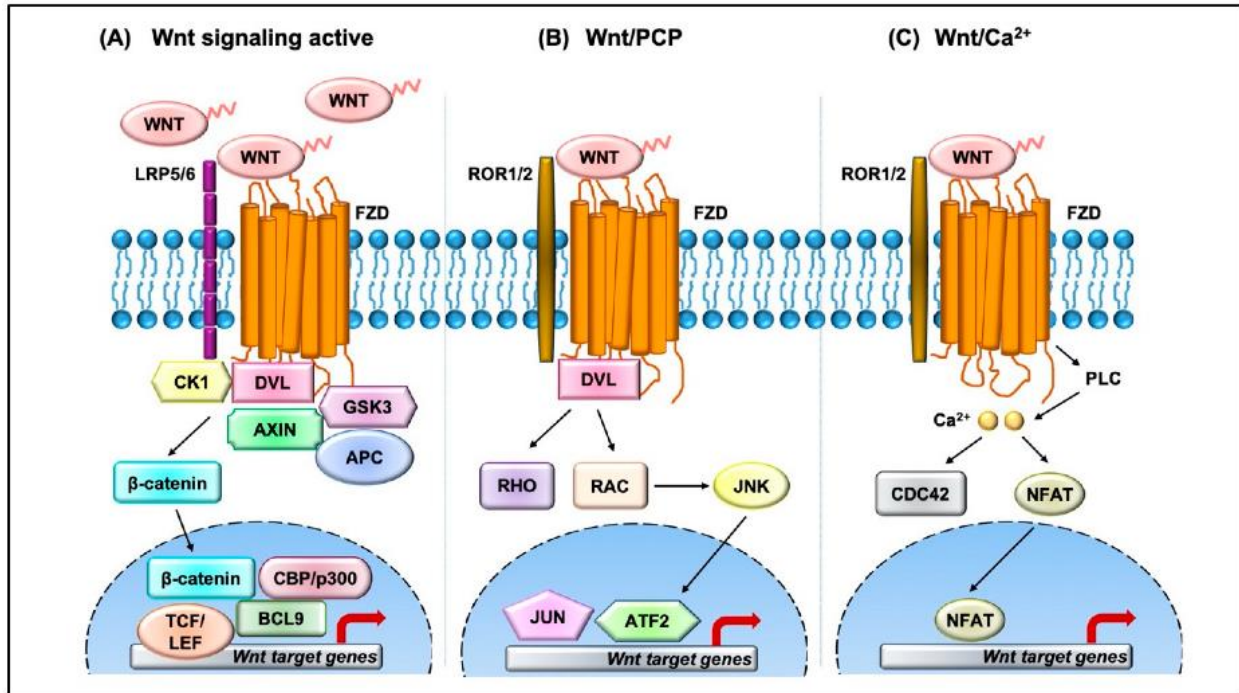 (A) Wnt signaling active
WNT
WNT
WNT
LRP5/6
FZD
CK1
DVL
GSK3
AXIN
APC
β-catenin
β-catenin
CBP/p300
TCF/
LEF
BCL9
Wnt target genes
(B) Wnt/PCP
WNT
ROR1/2
FZD
DVL
RHO
RAC
JNK
JUN
ATF2
Wnt target genes
(C) Wnt/Ca²⁺
WNT
ROR1/2
FZD
PLC
Ca²⁺
CDC42
NFAT
NFAT
Wnt target genes